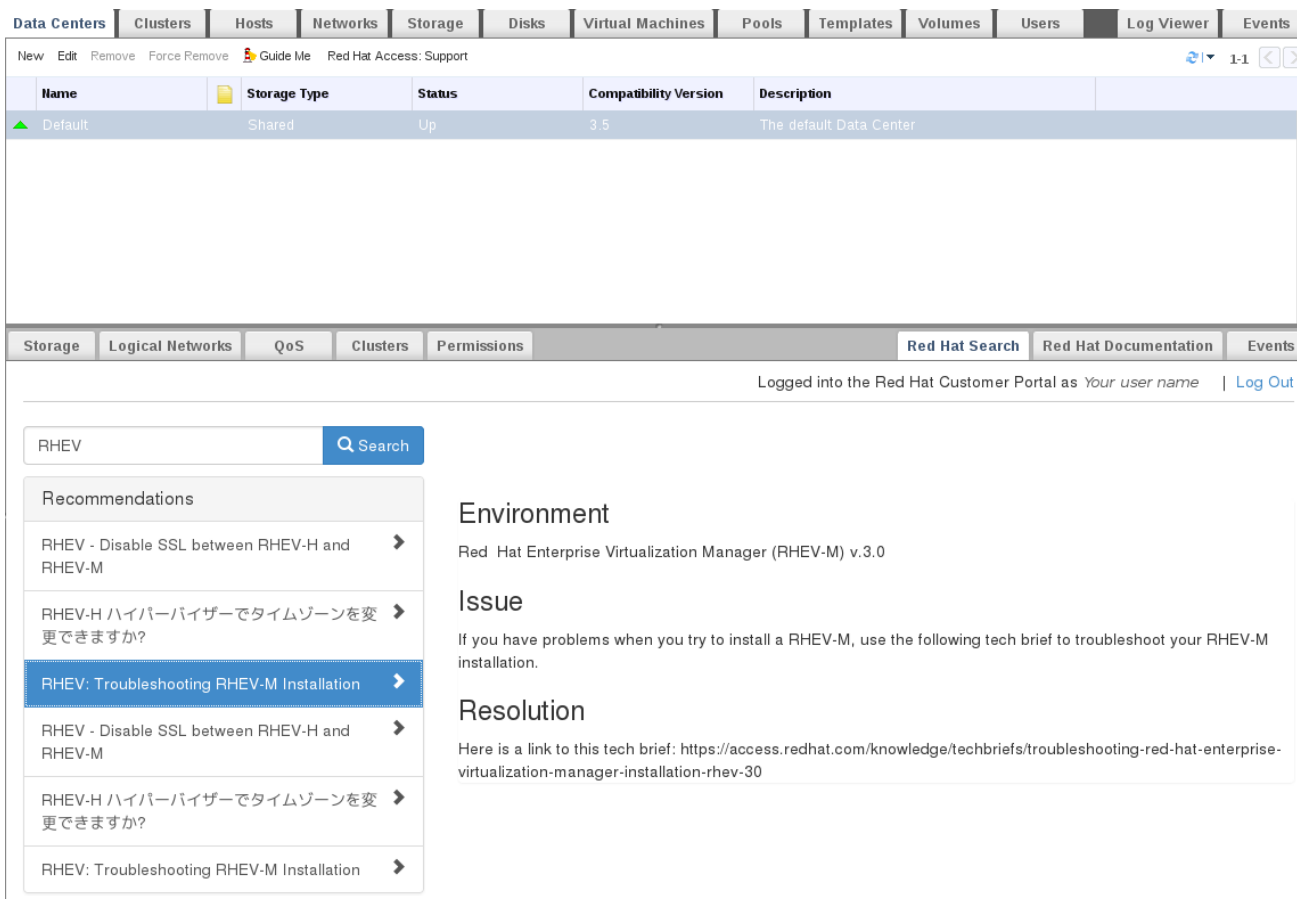 Data Centers Clusters Hosts Networks Storage Disks Virtual Machines Pools Templates Volumes Users Log Viewer Events
New Edit Remove Force Remove Guide Me Red Hat Access: Support 1-1
Name Storage Type Status Compatibility Version Description
Default Shared Up 3.5 The default Data Center
Storage Logical Networks QoS Clusters Permissions Red Hat Search Red Hat Documentation Events
Logged into the Red Hat Customer Portal as Your user name | Log Out
RHEV Search
Recommendations
RHEV - Disable SSL between RHEV-H and
RHEV-M
RHEV-H ハイパーバイザーでタイムゾーンを変
更できますか?
RHEV: Troubleshooting RHEV-M Installation
RHEV - Disable SSL between RHEV-H and
RHEV-M
RHEV-H ハイパーバイザーでタイムゾーンを変
更できますか?
RHEV: Troubleshooting RHEV-M Installation
Environment
Red Hat Enterprise Virtualization Manager (RHEV-M) v.3.0
Issue
If you have problems when you try to install a RHEV-M, use the following tech brief to troubleshoot your RHEV-M
installation.
Resolution
Here is a link to this tech brief: https://access.redhat.com/knowledge/techbriefs/troubleshooting-red-hat-enterprise-
virtualization-manager-installation-rhev-30